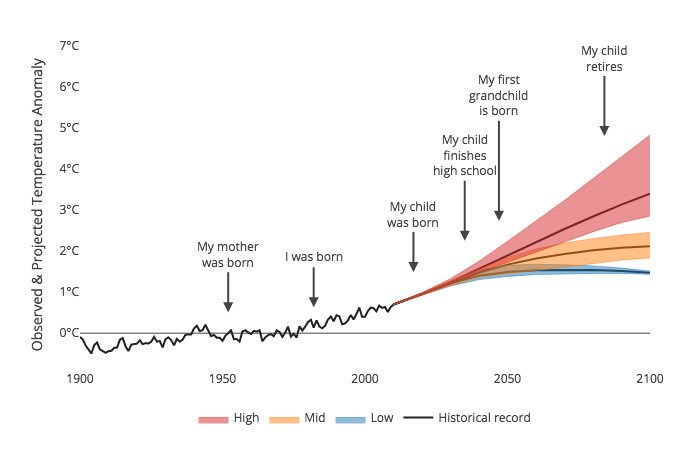 7°C
6°C
5°C
4°C
3°C
2°C
1°C
0°C
Observed & Projected Temperature Anomaly
My mother
was born
I was born
My child
was born
My child
finishes
high school
My first
grandchild
is born
My child
retires
1900
1950
2000
2050
2100
High
Mid
Low
Historical record